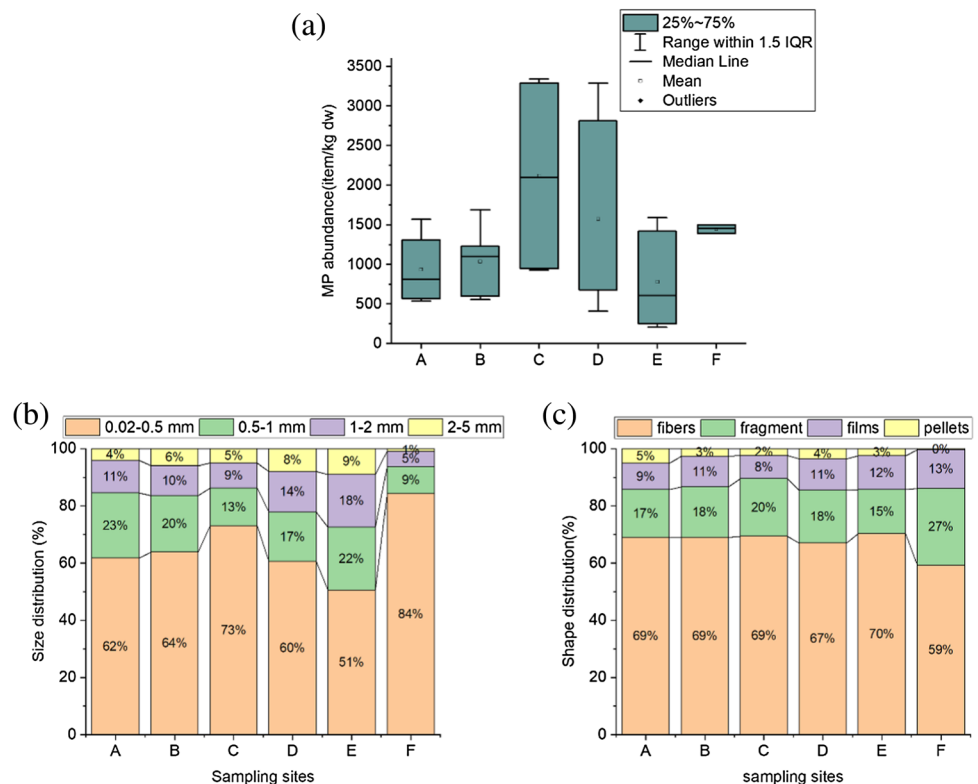 (a)
25%~75%
Range within 1.5 IQR
Median Line
Mean
Outliers
MP abundance(item/kg dw)
3500
3000
2500
2000
1500
1000
500
0
A B C D E F
(b)
0.02-0.5 mm 0.5-1 mm 1-2 mm 2-5 mm
Size distribution (%)
100
80
60
40
20
0
4% 6% 5% 8% 9% 1%
11% 10% 9% 14% 18% 5%
23% 20% 13% 17% 22% 9%
62% 64% 73% 60% 51% 84%
A B C D E F
Sampling sites
(c)
fibers fragment films pellets
Shape distribution(%)
100
80
60
40
20
0
5% 3% 2% 4% 3% 0%
9% 11% 8% 11% 12% 13%
17% 18% 20% 18% 15% 27%
69% 69% 69% 67% 70% 59%
A B C D E F
sampling sites